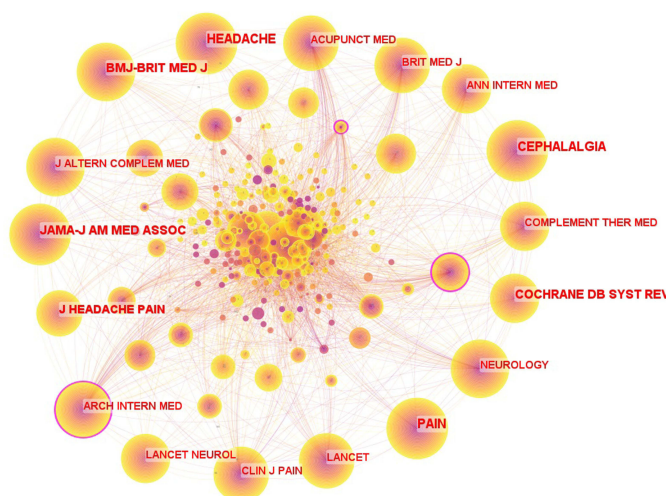 HEADACHE
ACUPUNCT MED
BMJ-BRIT MED J
BRIT MED J
ANN INTERN MED
CEPHALALGIA
J ALTERN COMPLEM MED
COMPLEMENT THER MED
JAMA-J AM MED ASSOC
COCHRANE DB SYST REV
J HEADACHE PAIN
NEUROLOGY
ARCH INTERN MED
PAIN
LANCET NEUROL
LANCET
CLIN J PAIN